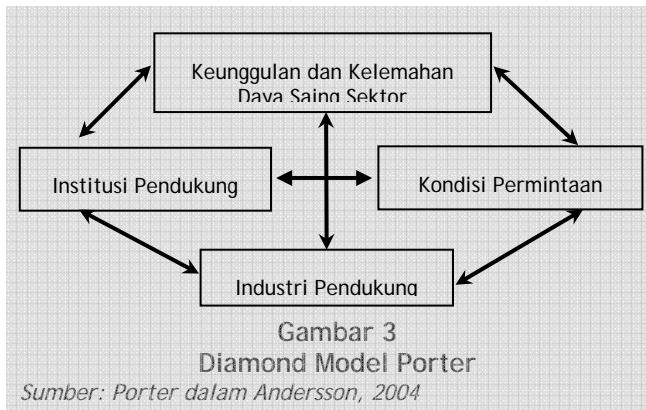 Keunggulan dan Kelemahan
Daya Saing Sektor
Institusi Pendukung
Kondisi Permintaan
Industri Pendukung
Gambar 3
Diamond Model Porter
Sumber: Porter dalam Andersson, 2004